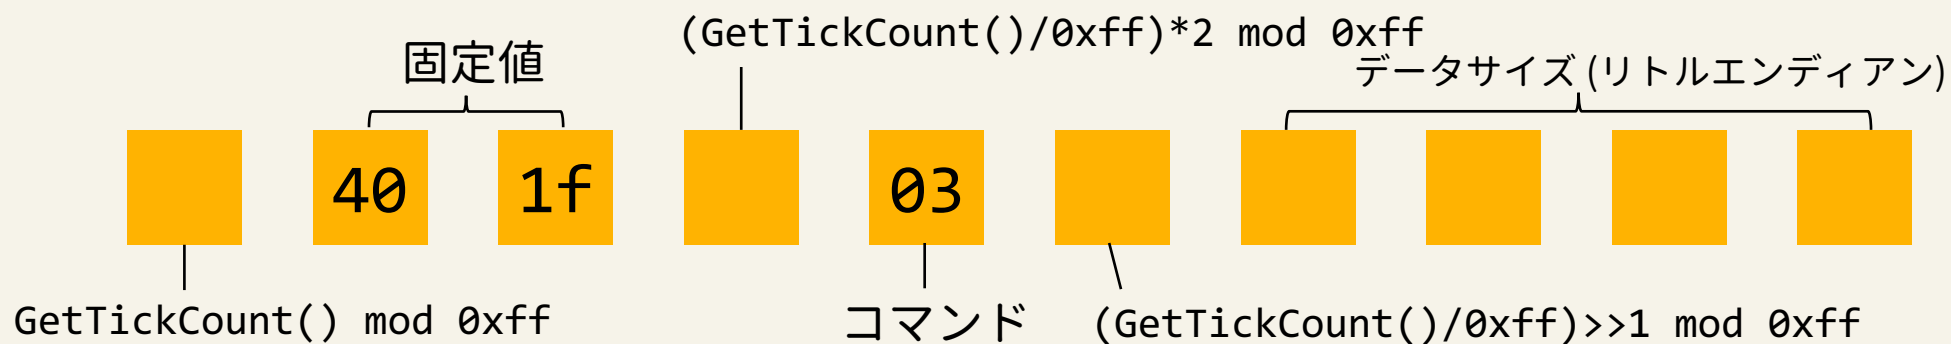 (GetTickCount()/0xff)*2 mod 0xff
固定値
データサイズ(リトルエンディアン)
40 1f 03
GetTickCount() mod 0xff
コマンド
(GetTickCount()/0xff)>>1 mod 0xff